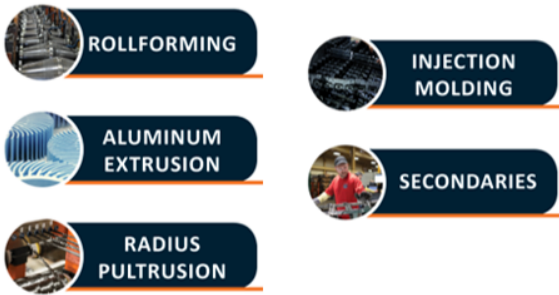 ROLLFORMING
ALUMINUM
EXTRUSION
RADIUS
PULTRUSION
INJECTION
MOLDING
SECONDARIES